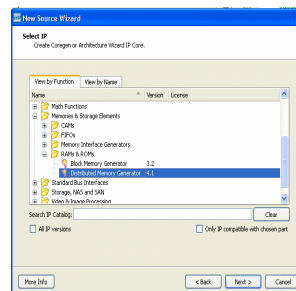 New Source Wizard
Select IP
Create Coregen or Architecture Wizard IP Core.
View by Function View by Name
Name Version License
Math Functions
Memories & Storage Elements
CAMs
FIFOs
Memory Interface Generators
RAMs & ROMs
Block Memory Generator 3.2
Distributed Memory Generator 4.1
Standard Bus Interfaces
Storage, NAS and SAN
Video & Image Processing
Search IP Catalog: Clear
All IP versions Only IP compatible with chosen part
More Info < Back Next > Cancel